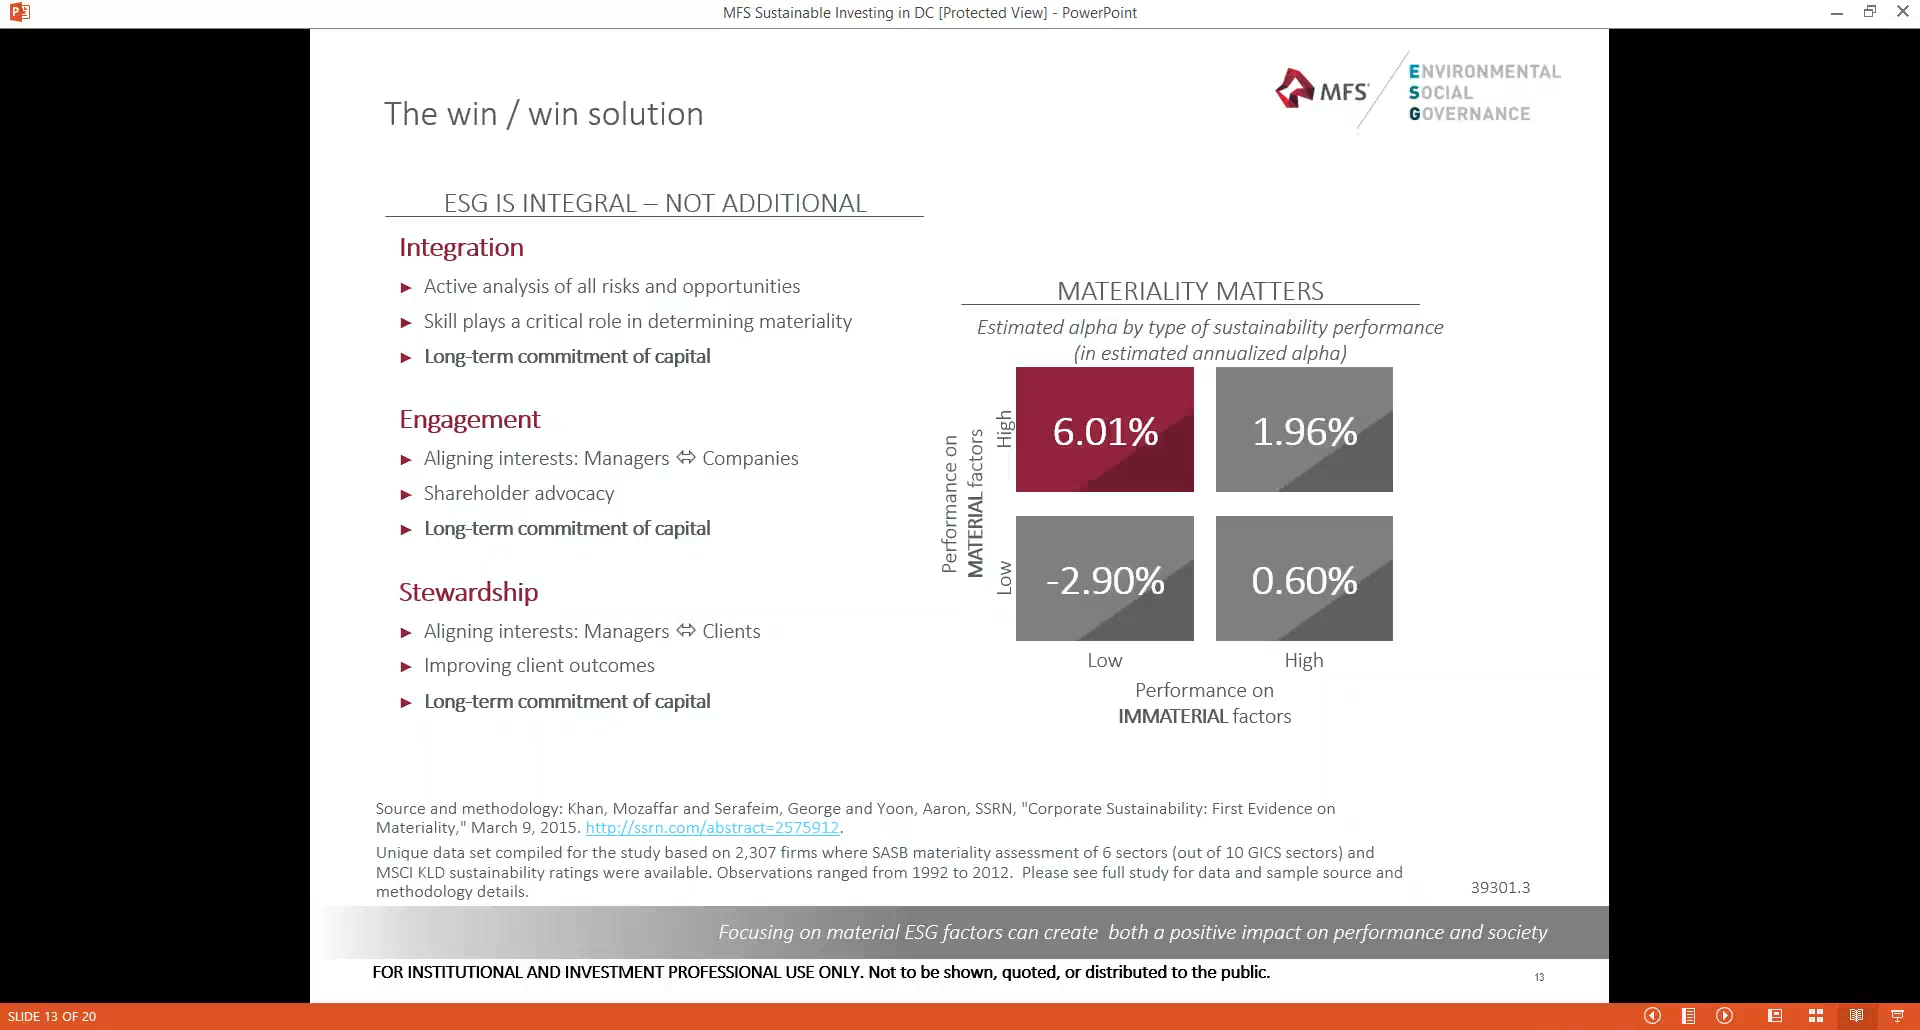 MFS Sustainable Investing in DC [Protected View] - PowerPoint
The win / win solution
MFS
ENVIRONMENTAL
SOCIAL
GOVERNANCE
ESG IS INTEGRAL – NOT ADDITIONAL
Integration
► Active analysis of all risks and opportunities
► Skill plays a critical role in determining materiality
► Long-term commitment of capital
Engagement
► Aligning interests: Managers ⇔ Companies
► Shareholder advocacy
► Long-term commitment of capital
Stewardship
► Aligning interests: Managers ⇔ Clients
► Improving client outcomes
► Long-term commitment of capital
MATERIALITY MATTERS
Estimated alpha by type of sustainability performance
(in estimated annualized alpha)
Performance on
MATERIAL factors
High
6.01%
1.96%
Low
-2.90%
0.60%
Low
High
Performance on
IMMATERIAL factors
Source and methodology: Khan, Mozaffar and Serafeim, George and Yoon, Aaron, SSRN, "Corporate Sustainability: First Evidence on
Materiality," March 9, 2015. http://ssrn.com/abstract=2575912.
Unique data set compiled for the study based on 2,307 firms where SASB materiality assessment of 6 sectors (out of 10 GICS sectors) and
MSCI KLD sustainability ratings were available. Observations ranged from 1992 to 2012. Please see full study for data and sample source and
methodology details.
39301.3
Focusing on material ESG factors can create both a positive impact on performance and society
FOR INSTITUTIONAL AND INVESTMENT PROFESSIONAL USE ONLY. Not to be shown, quoted, or distributed to the public.
13
SLIDE 13 OF 20